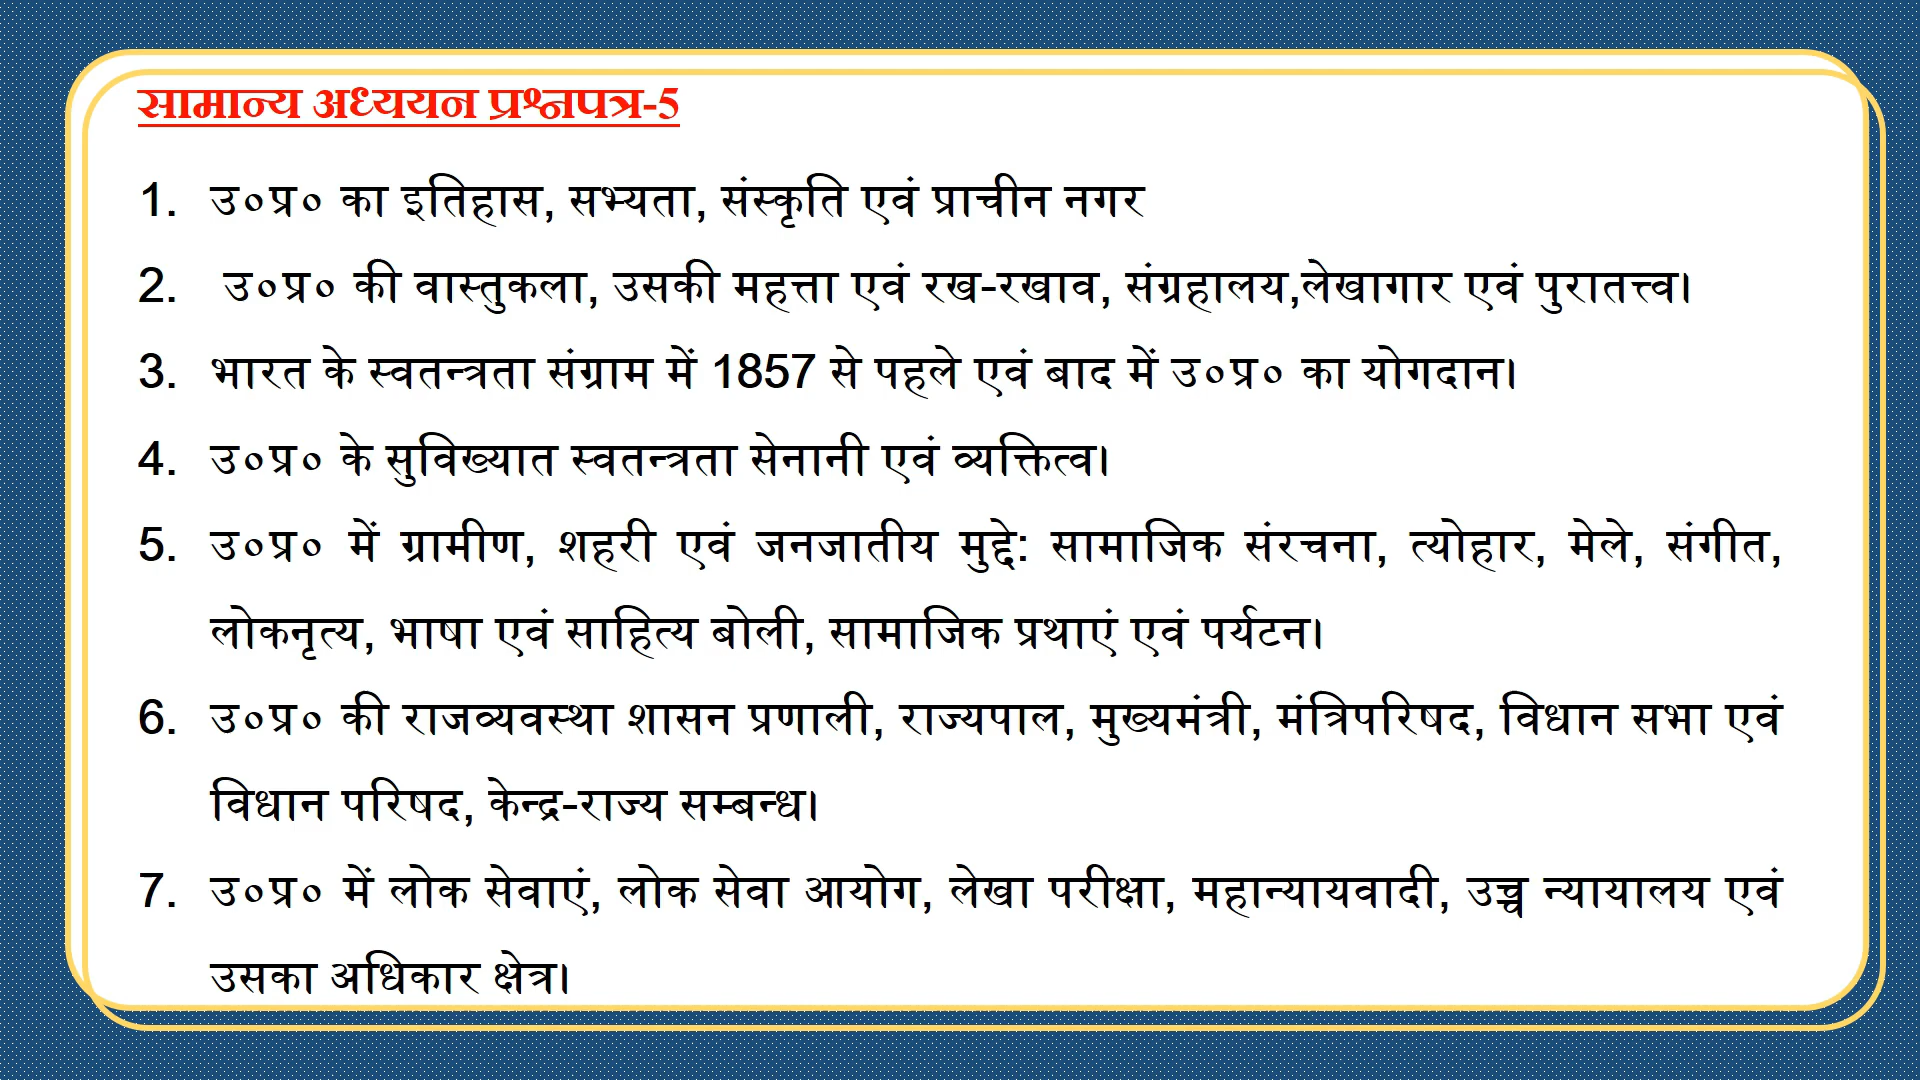 सामान्य अध्ययन प्रश्नपत्र-5
1. उ०प्र० का इतिहास, सभ्यता, संस्कृति एवं प्राचीन नगर
2. उ०प्र० की वास्तुकला, उसकी महत्ता एवं रख-रखाव, संग्रहालय,लेखागार एवं पुरातत्त्व।
3. भारत के स्वतन्त्रता संग्राम में 1857 से पहले एवं बाद में उ०प्र० का योगदान।
4. उ०प्र० के सुविख्यात स्वतन्त्रता सेनानी एवं व्यक्तित्व।
5. उ०प्र० में ग्रामीण, शहरी एवं जनजातीय मुद्दे: सामाजिक संरचना, त्योहार, मेले, संगीत,
लोकनृत्य, भाषा एवं साहित्य बोली, सामाजिक प्रथाएं एवं पर्यटन।
6. उ०प्र० की राजव्यवस्था शासन प्रणाली, राज्यपाल, मुख्यमंत्री, मंत्रिपरिषद, विधान सभा एवं
विधान परिषद, केन्द्र-राज्य सम्बन्ध।
7. उ०प्र० में लोक सेवाएं, लोक सेवा आयोग, लेखा परीक्षा, महान्यायवादी, उच्च न्यायालय एवं
उसका अधिकार क्षेत्र।